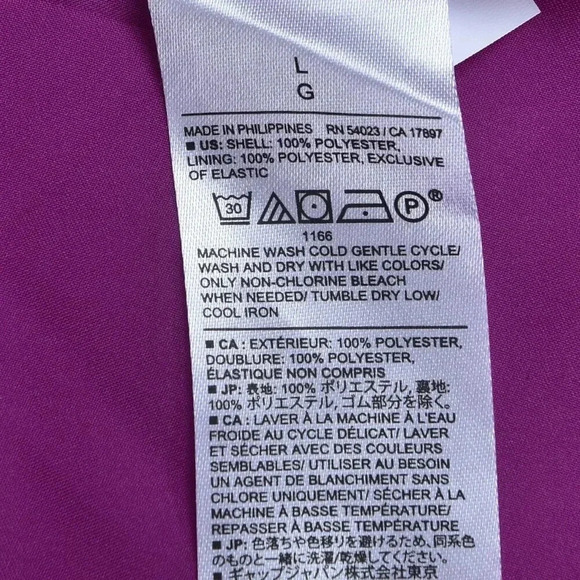 L
G
MADE IN PHILIPPINES RN 54023 / CA 17897
■ US: SHELL: 100% POLYESTER,
LINING: 100% POLYESTER, EXCLUSIVE
OF ELASTIC
30 P®
1166
MACHINE WASH COLD GENTLE CYCLE/
WASH AND DRY WITH LIKE COLORS/
ONLY NON-CHLORINE BLEACH
WHEN NEEDED/ TUMBLE DRY LOW/
COOL IRON
■ CA : EXTÉRIEUR: 100% POLYESTER,
DOUBLURE: 100% POLYESTER,
ÉLASTIQUE NON COMPRIS
■ JP: 表地: 100% ポリエステル, 裏地:
100% ポリエステル, ゴム部分を除く。
■ CA : LAVER À LA MACHINE À L'EAU
FROIDE AU CYCLE DÉLICAT/ LAVER
ET SÉCHER AVEC DES COULEURS
SEMBLABLES/ UTILISER AU BESOIN
UN AGENT DE BLANCHIMENT SANS
CHLORE UNIQUEMENT/ SÉCHER À LA
MACHINE À BASSE TEMPÉRATURE/
REPASSER À BASSE TEMPÉRATURE
■ JP: 色落ちや色移りを避けるため、同系色
のものと一緒に洗濯/乾燥してください。
■ ギャップジャパン株式会社東京